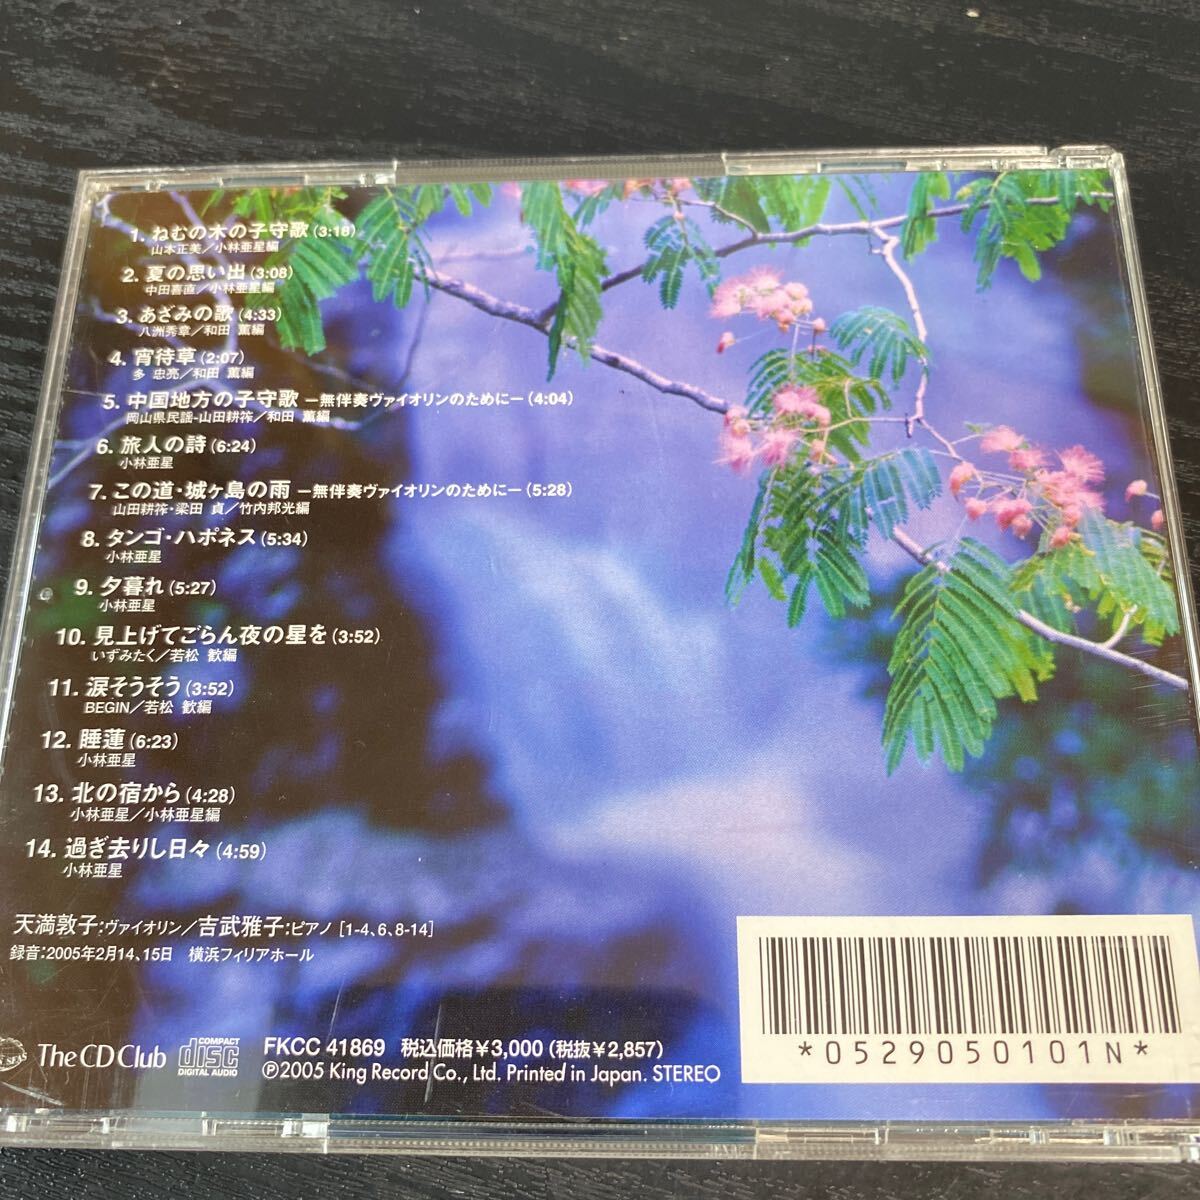 1. ねむの木の子守歌(3:18)
山本正美／小林亜星編
2. 夏の思い出(3:08)
中田喜直／小林亜星編
3. あざみの歌(4:33)
八洲秀章／和田 薫編
4. 宵待草(2:07)
多 忠亮／和田 薫編
5. 中国地方の子守歌 ―無伴奏ヴァイオリンのために―(4:04)
岡山県民謡-山田耕筰／和田 薫編
6. 旅人の詩(6:24)
小林亜星
7. この道・城ヶ島の雨 ―無伴奏ヴァイオリンのために―(5:28)
山田耕筰・梁田 貞／竹内邦光編
8. タンゴ・ハポネス(5:34)
小林亜星
9. 夕暮れ(5:27)
小林亜星
10. 見上げてごらん夜の星を(3:52)
いずみたく／若松 歓編
11. 涙そうそう(3:52)
BEGIN／若松 歓編
12. 睡蓮(6:23)
小林亜星
13. 北の宿から(4:28)
小林亜星／小林亜星編
14. 過ぎ去りし日々(4:59)
小林亜星
天満敦子:ヴァイオリン／吉武雅子:ピアノ [1-4、6、8-14]
録音:2005年2月14、15日 横浜フィリアホール
The CD Club
COMPACT
disc
DIGITAL AUDIO
FKCC 41869 税込価格¥3,000(税抜¥2,857)
Ⓟ2005 King Record Co., Ltd. Printed in Japan. STEREO
*0529050101N*